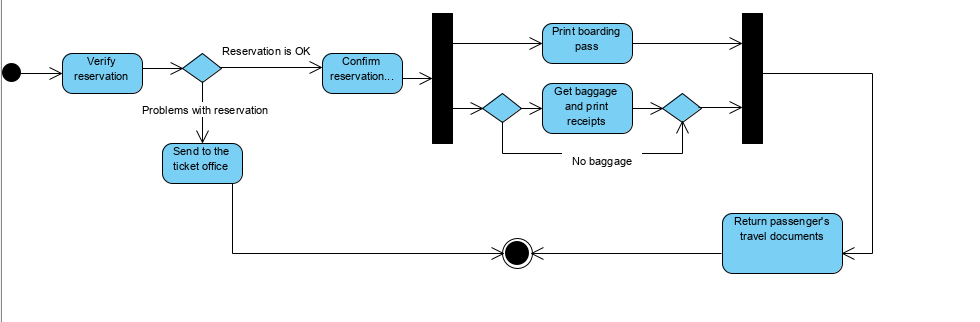 Verify
reservation
Reservation is OK
Confirm
reservation...
Print boarding
pass
Get baggage
and print
receipts
Problems with reservation
No baggage
Send to the
ticket office
Return passenger's
travel documents